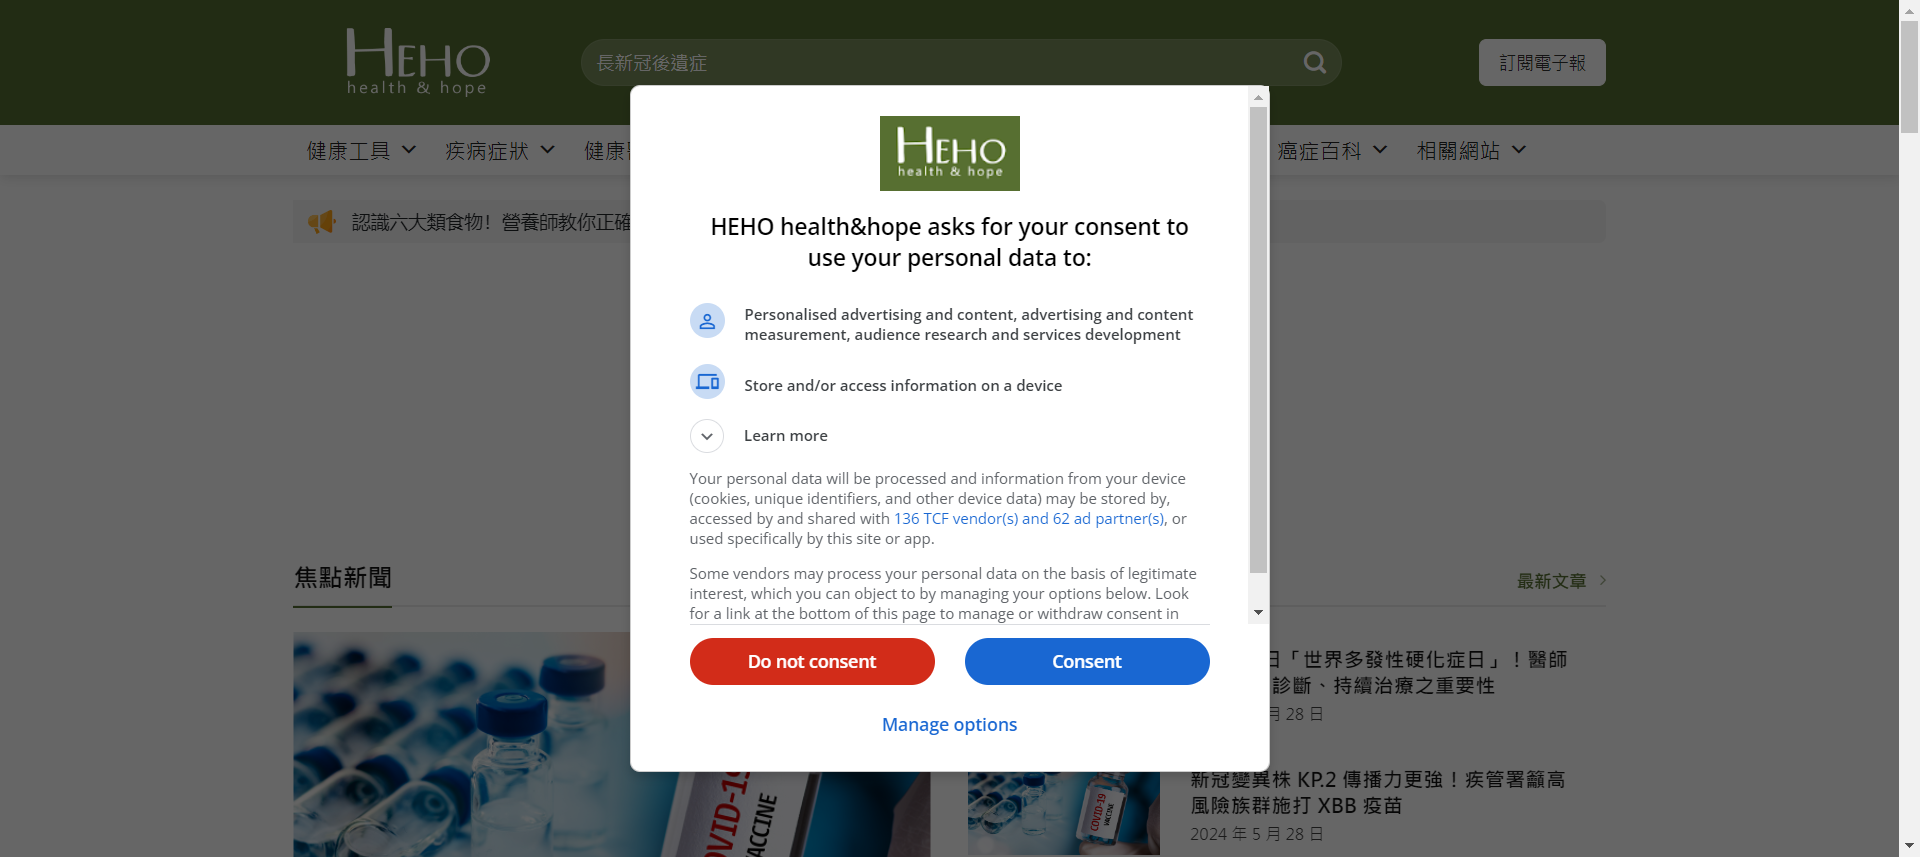 HEHO
health & hope
長新冠後遺症
訂閱電子報
健康工具
疾病症狀
健康
癌症百科
相關網站
認識六大類食物！營養師教你正確
HEHO
health & hope
HEHO health&hope asks for your consent to
use your personal data to:
Personalised advertising and content, advertising and content
measurement, audience research and services development
Store and/or access information on a device
Learn more
Your personal data will be processed and information from your device
(cookies, unique identifiers, and other device data) may be stored by,
accessed by and shared with 136 TCF vendor(s) and 62 ad partner(s), or
used specifically by this site or app.
Some vendors may process your personal data on the basis of legitimate
interest, which you can object to by managing your options below. Look
for a link at the bottom of this page to manage or withdraw consent in
Do not consent
Consent
Manage options
焦點新聞
最新文章
日「世界多發性硬化症日」！醫師
診斷、持續治療之重要性
月 28 日
新冠變異株 KP.2 傳播力更強！疾管署籲高
風險族群施打 XBB 疫苗
2024 年 5 月 28 日
COVID-19
VACCINE
COVID-19
VACCINE